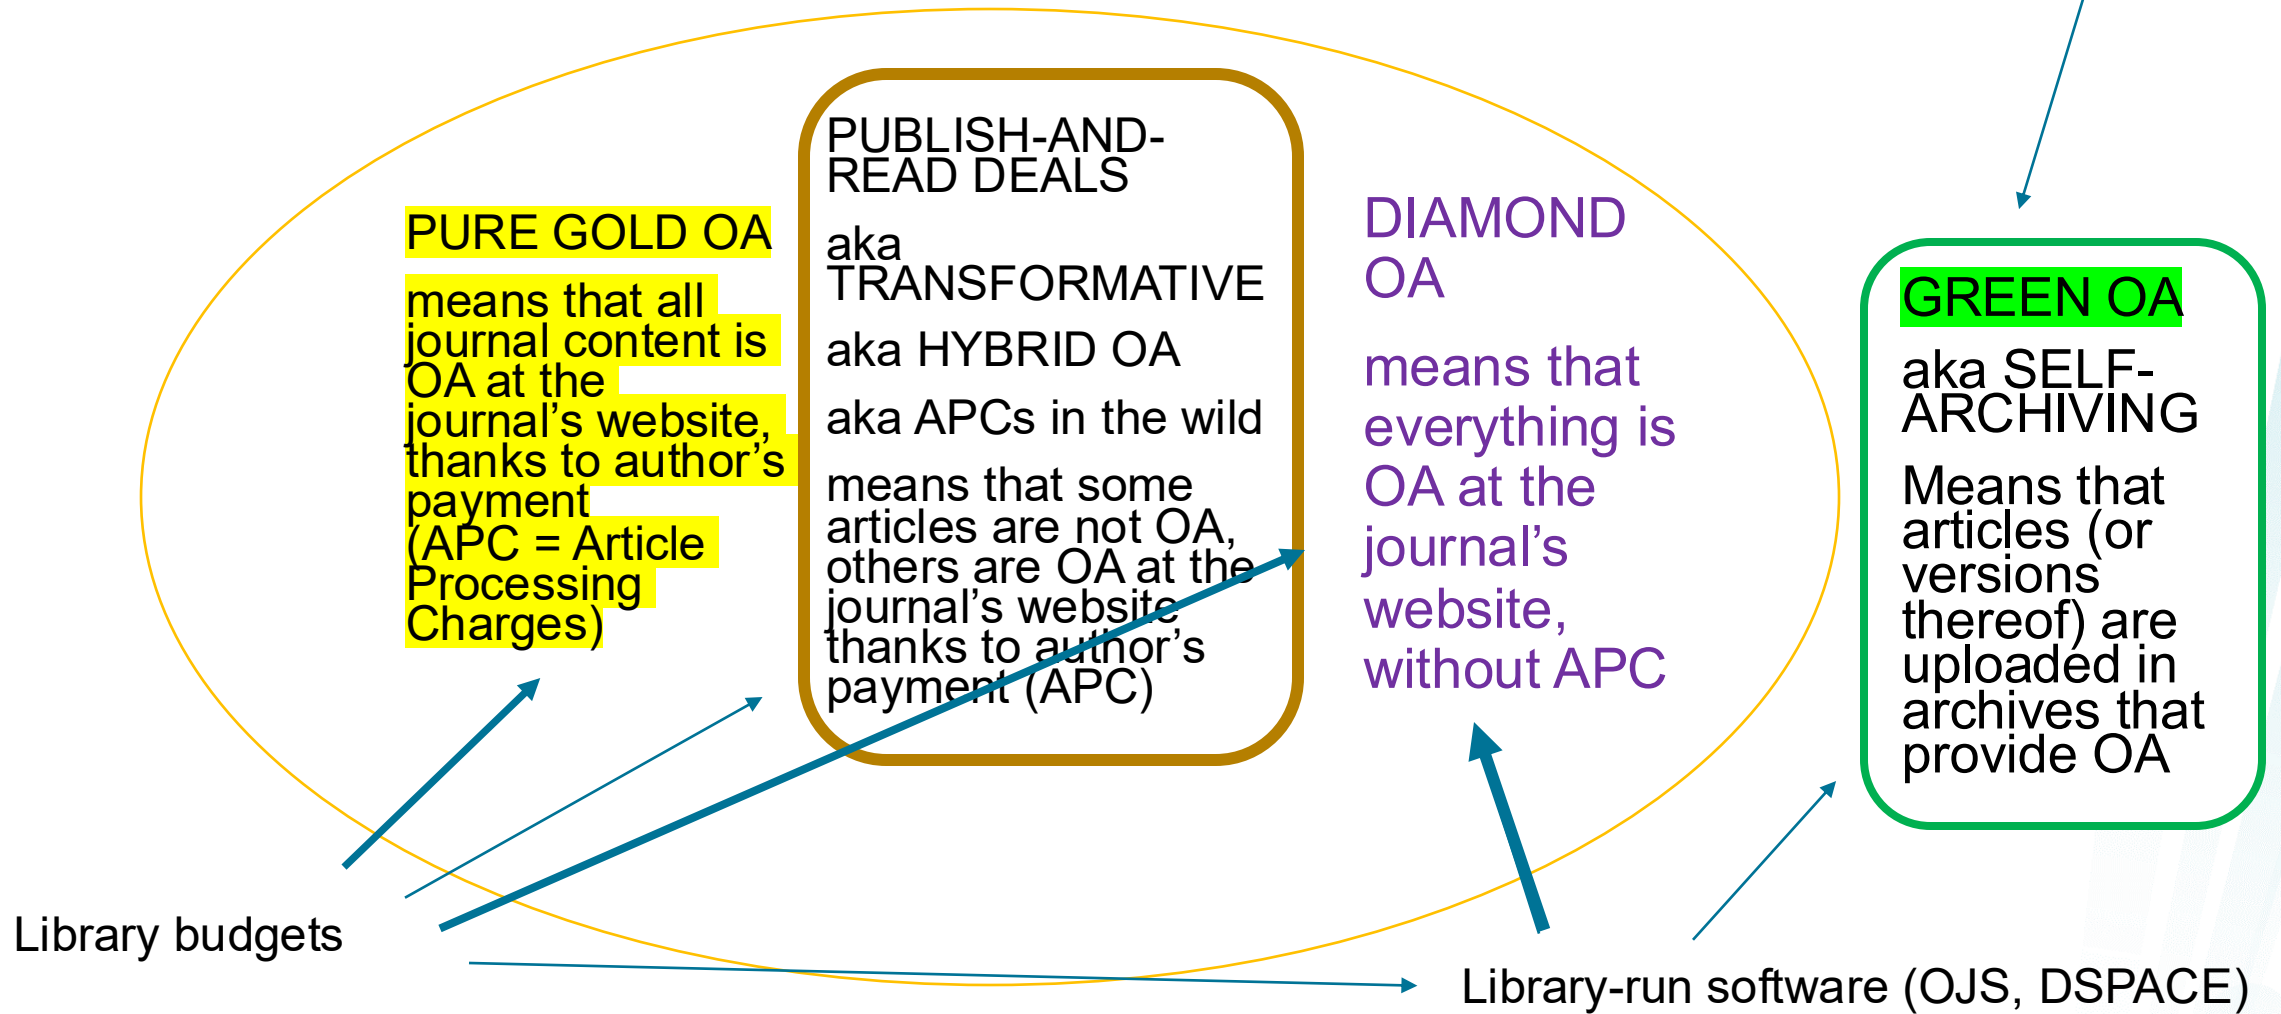 PURE GOLD OA
means that all
journal content is
OA at the
journal's website,
thanks to author's
payment
(APC = Article
Processing
Charges)
PUBLISH-AND-
READ DEALS
aka
TRANSFORMATIVE
aka HYBRID OA
aka APCs in the wild
means that some
articles are not OA,
others are OA at the
journal's website
thanks to author's
payment (APC)
DIAMOND
OA
means that
everything is
OA at the
journal's
website,
without APC
GREEN OA
aka SELF-
ARCHIVING
Means that
articles (or
versions
thereof) are
uploaded in
archives that
provide OA
Library budgets
Library-run software (OJS, DSPACE)